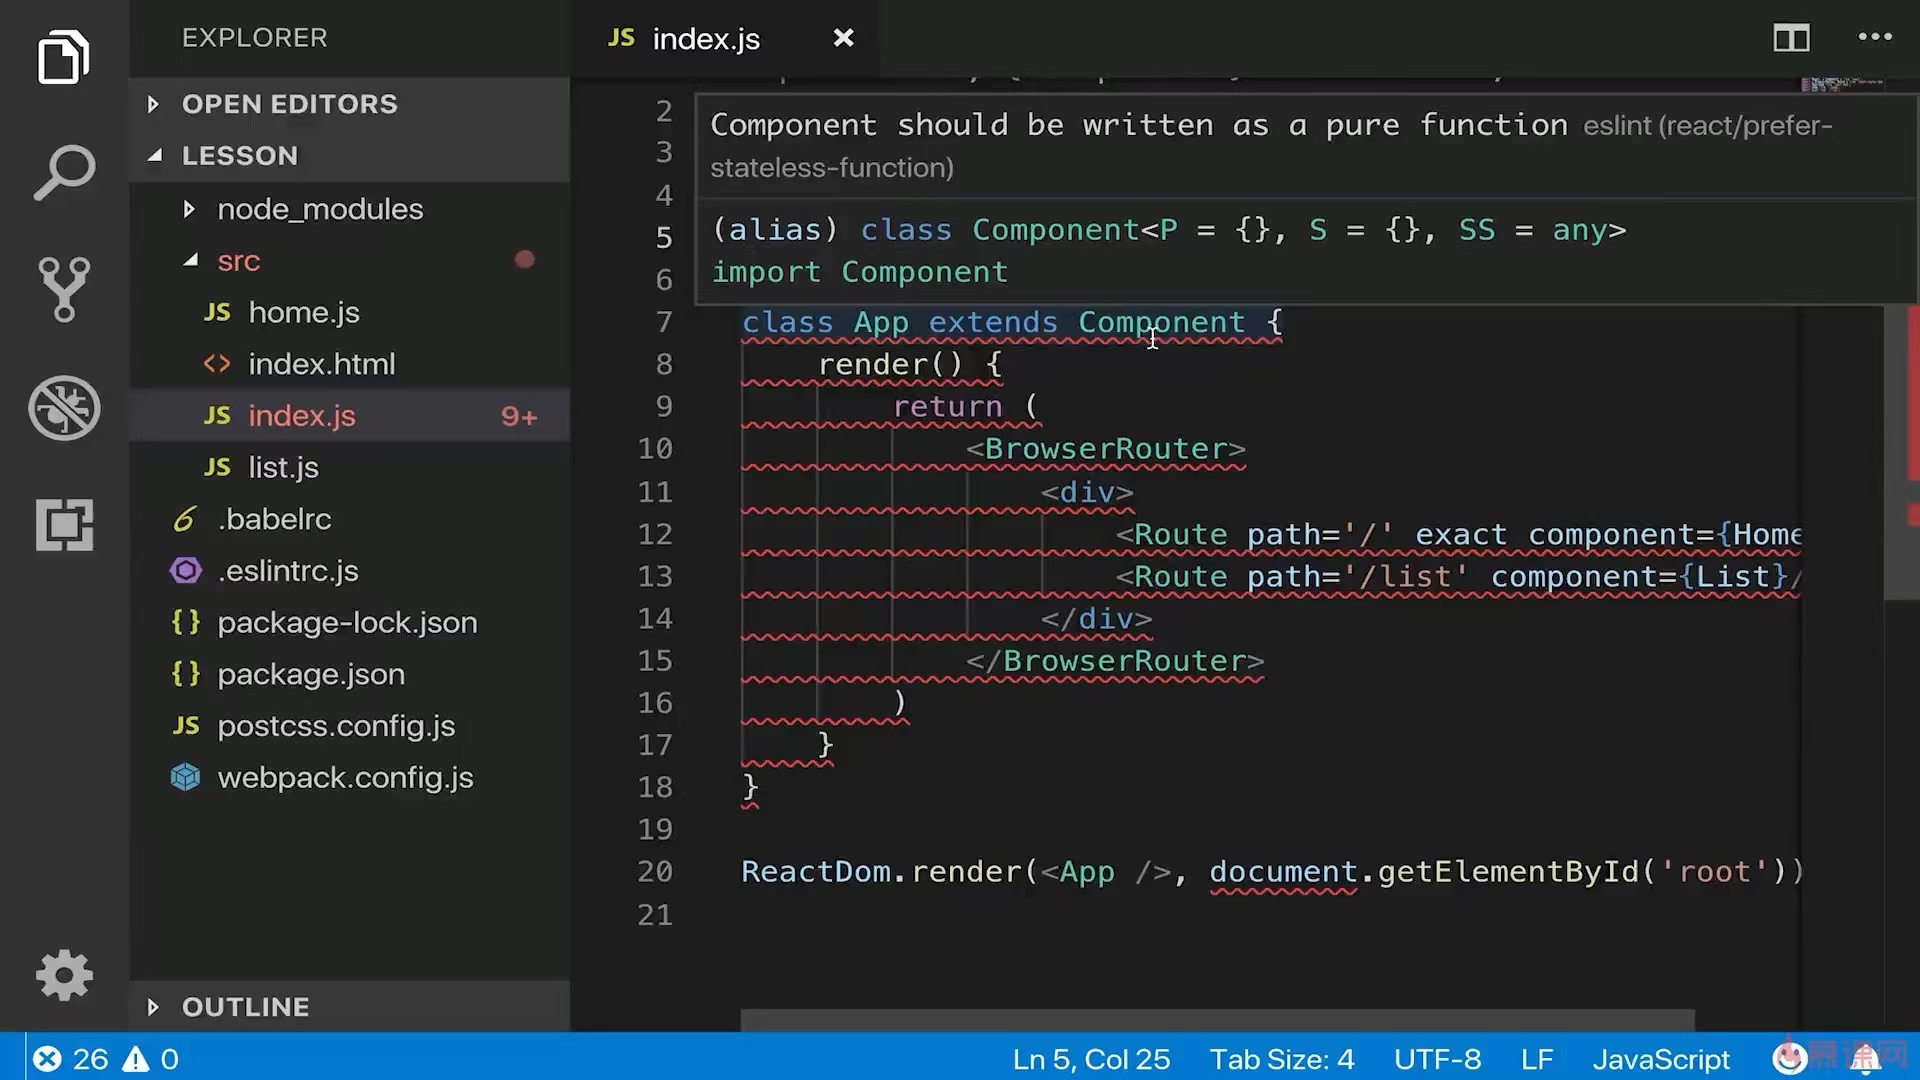 EXPLORER
OPEN EDITORS
LESSON
node_modules
src
JS home.js
<> index.html
JS index.js 9+
JS list.js
.babelrc
.eslintrc.js
{} package-lock.json
{} package.json
JS postcss.config.js
webpack.config.js
OUTLINE
JS index.js ×
Component should be written as a pure function eslint(react/prefer-
stateless-function)
(alias) class Component<P = {}, S = {}, SS = any>
import Component
2
3
4
5
6
7 class App extends Component {
8 render() {
9 return (
10 <BrowserRouter>
11 <div>
12 <Route path='/' exact component={Home
13 <Route path='/list' component={List}/
14 </div>
15 </BrowserRouter>
16 )
17 }
18 }
19
20 ReactDom.render(<App />, document.getElementById('root'))
21
26 0 Ln 5, Col 25 Tab Size: 4 UTF-8 LF JavaScript
慕课网